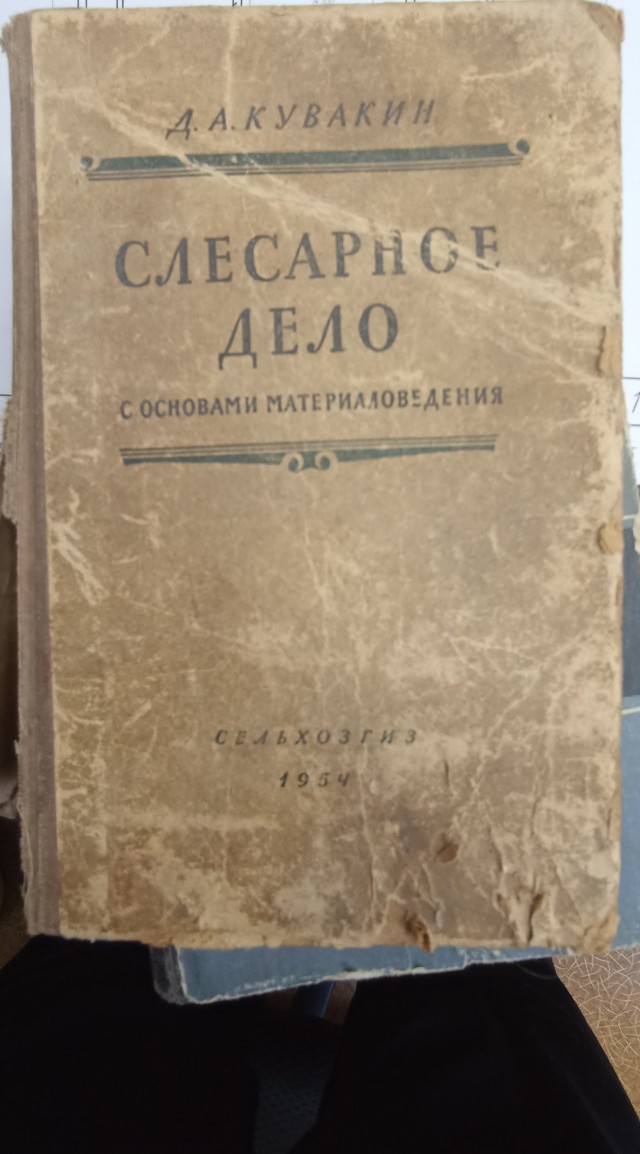 Д. А. КУВАКИН
СЛЕСАРНОЕ
ДЕЛО
С ОСНОВАМИ МАТЕРИАЛОВЕДЕНИЯ
СЕЛЬХОЗГИЗ
1954